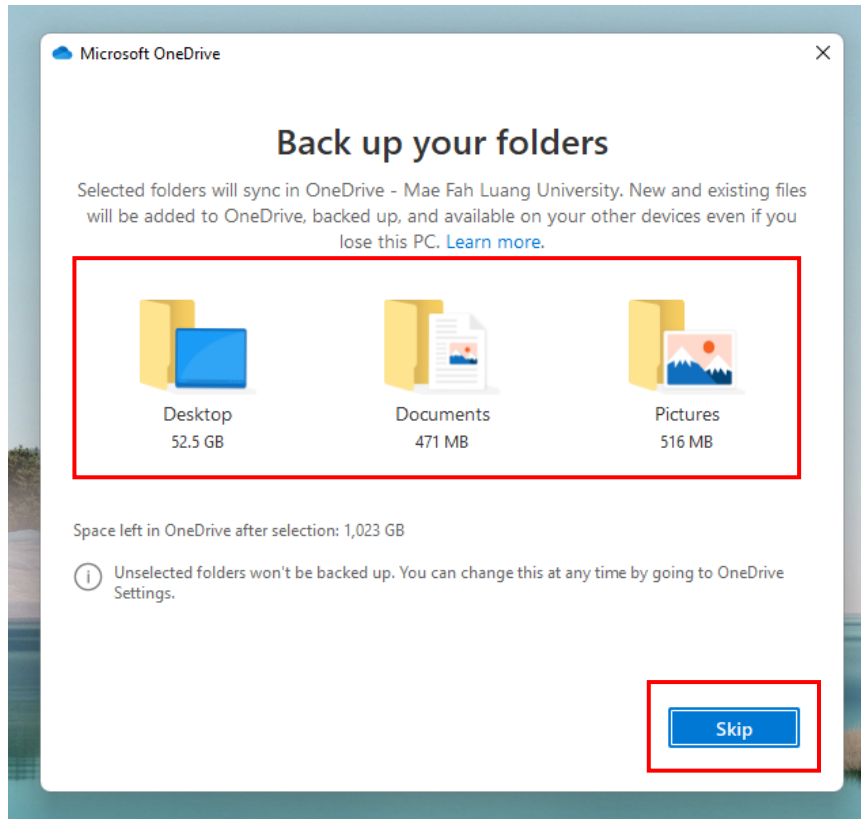 Microsoft OneDrive
Back up your folders
Selected folders will sync in OneDrive - Mae Fah Luang University. New and existing files
will be added to OneDrive, backed up, and available on your other devices even if you
lose this PC. Learn more.
Desktop
52.5 GB
Documents
471 MB
Pictures
516 MB
Space left in OneDrive after selection: 1,023 GB
Unselected folders won't be backed up. You can change this at any time by going to OneDrive
Settings.
Skip